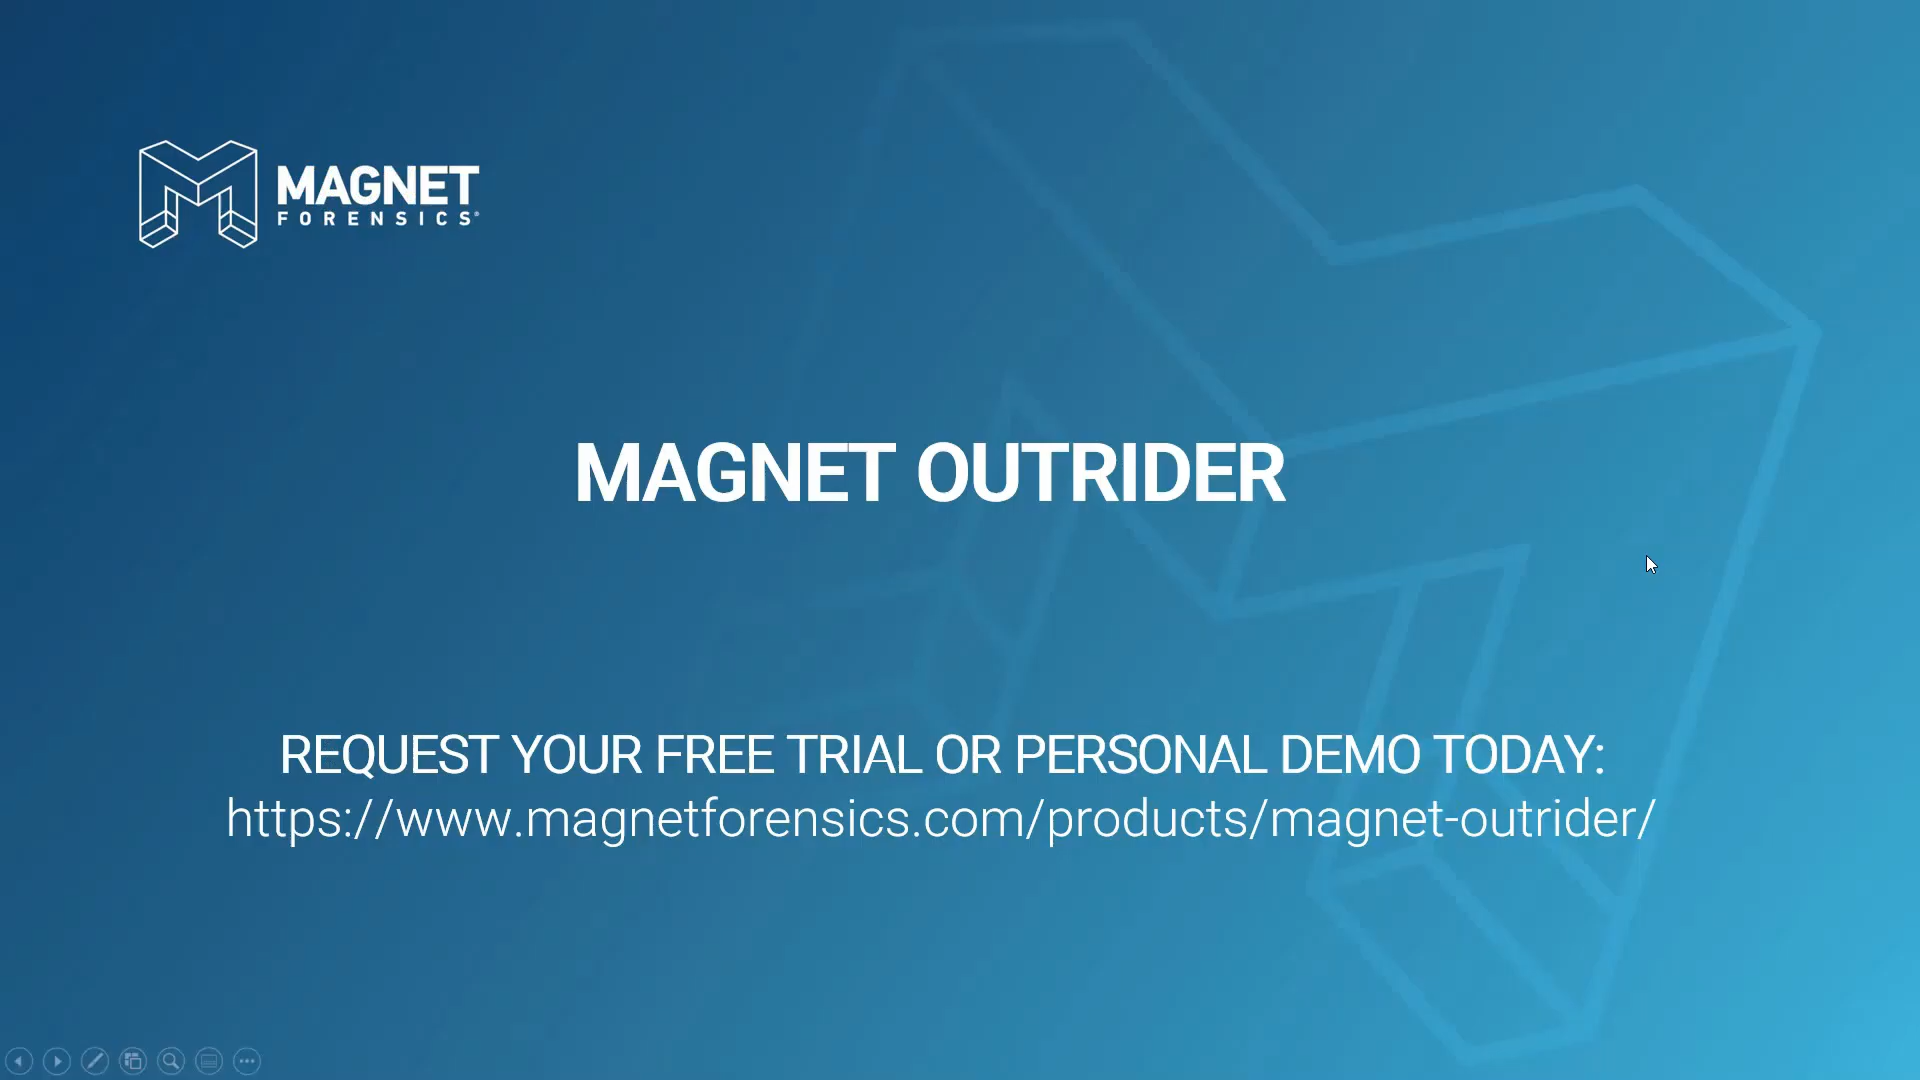 MAGNET
FORENSICS®
MAGNET OUTRIDER
REQUEST YOUR FREE TRIAL OR PERSONAL DEMO TODAY:
https://www.magnetforensics.com/products/magnet-outrider/